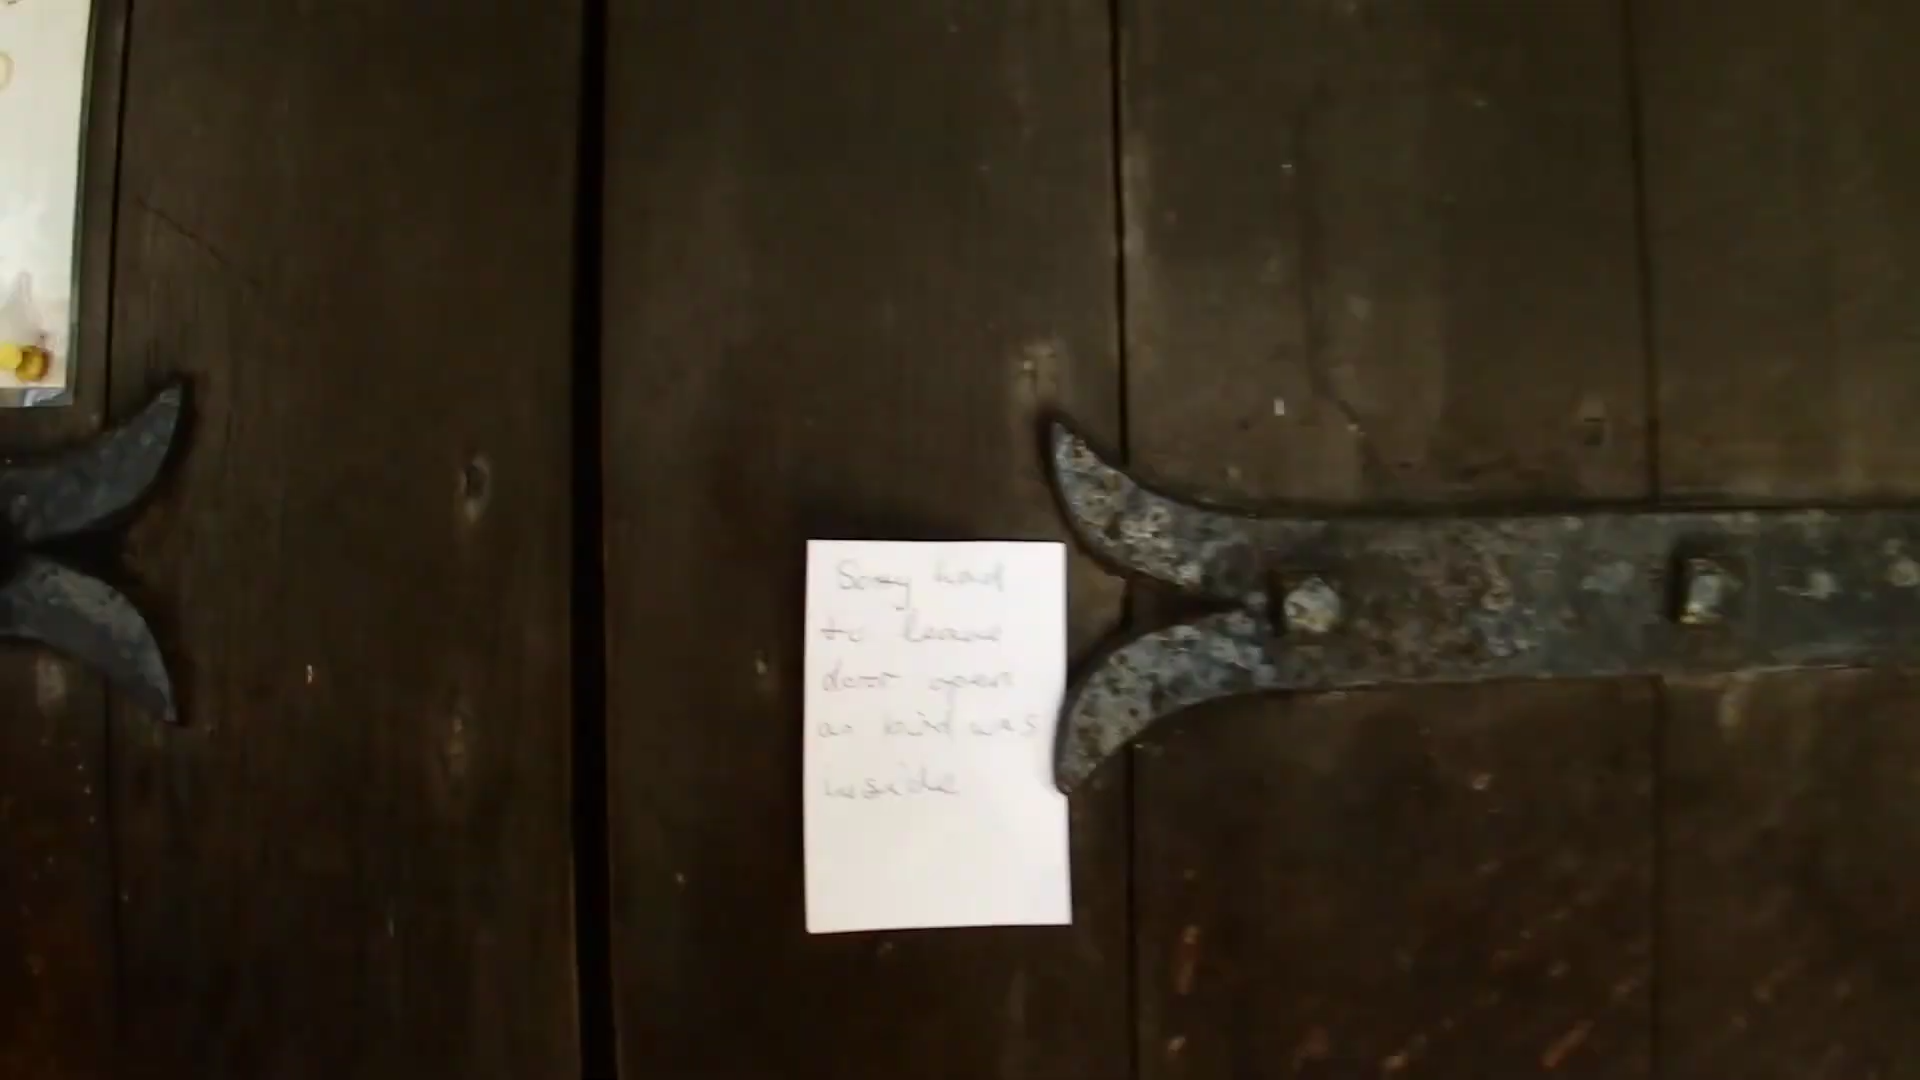 Sorry had
to leave
door open
as bird was
inside